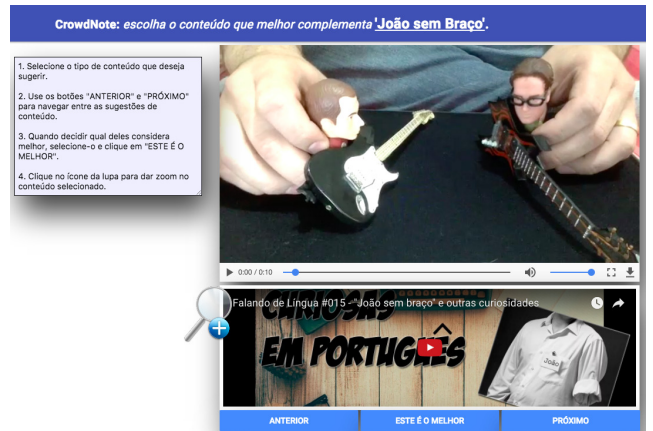 CrowdNote: escolha o conteúdo que melhor complementa 'João sem Braço'.
1. Selecione o tipo de conteúdo que deseja
sugerir.
2. Use os botões "ANTERIOR" e "PRÓXIMO"
para navegar entre as sugestões de
conteúdo.
3. Quando decidir qual deles considera
melhor, selecione-o e clique em "ESTE É O
MELHOR".
4. Clique no ícone da lupa para dar zoom no
conteúdo selecionado.
0:00 / 0:10
Falando de Língua #015 - "João sem braço" e outras curiosidades
CURIOSAS
EM PORTUGUÊS
João
ANTERIOR
ESTE É O MELHOR
PRÓXIMO